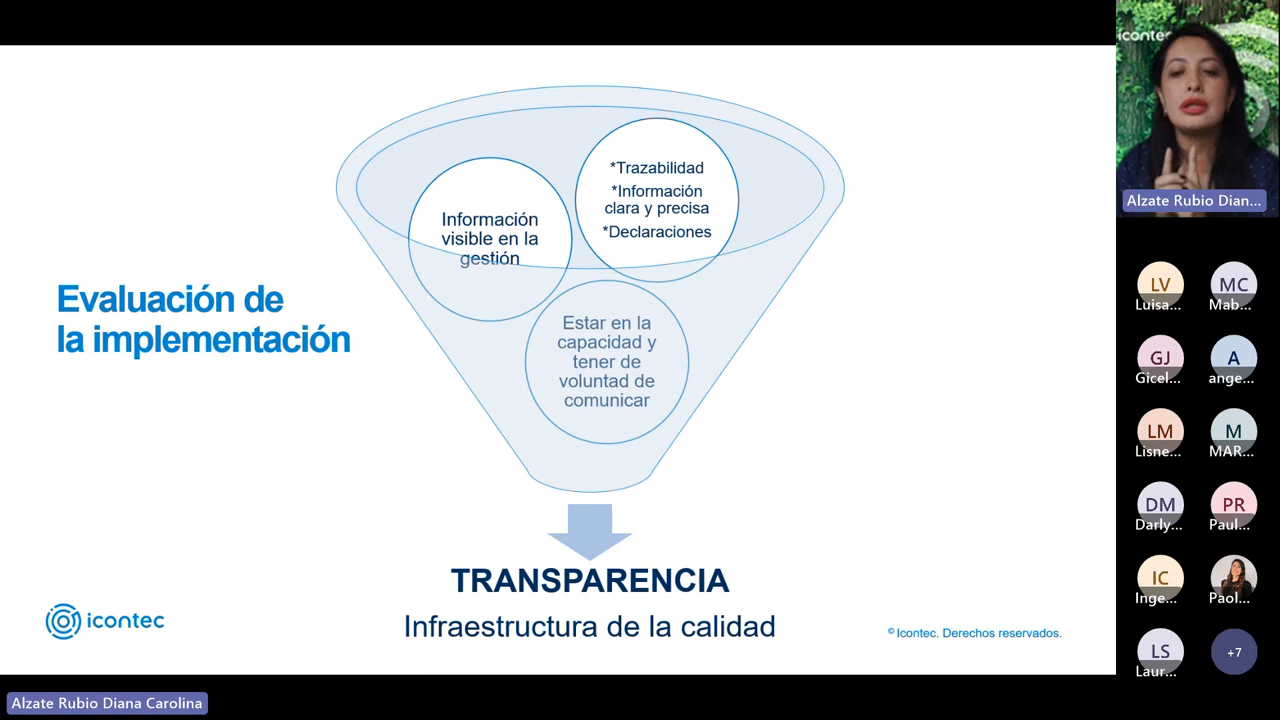 Evaluación de
la implementación
Información
visible en la
gestión
*Trazabilidad
*Información
clara y precisa
*Declaraciones
Estar en la
capacidad y
tener de
voluntad de
comunicar
TRANSPARENCIA
Infraestructura de la calidad
icontec
© Icontec. Derechos reservados.
Alzate Rubio Diana Carolina
icontec
Alzate Rubio Dian...
LV
Luisa...
MC
Mab...
GJ
Gicel...
A
ange...
LM
Lisne...
M
MAR...
DM
Darly...
PR
Paul...
IC
Inge...
Paol...
LS
Laur...
+7